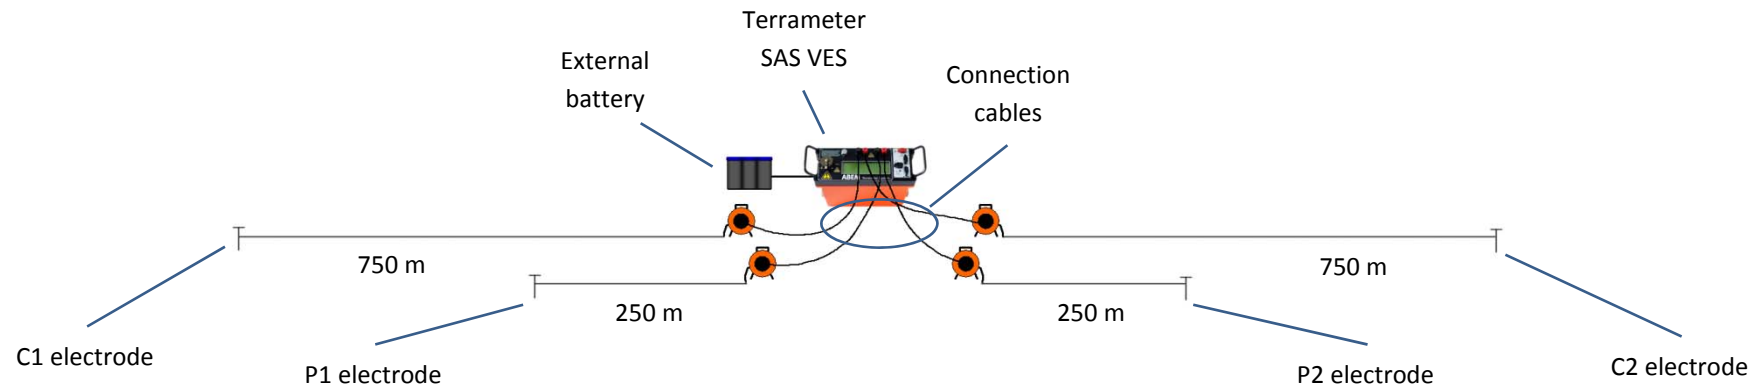 Terrameter
SAS VES
External
battery
Connection
cables
ABEM
750 m
750 m
250 m
250 m
C1 electrode
P1 electrode
P2 electrode
C2 electrode